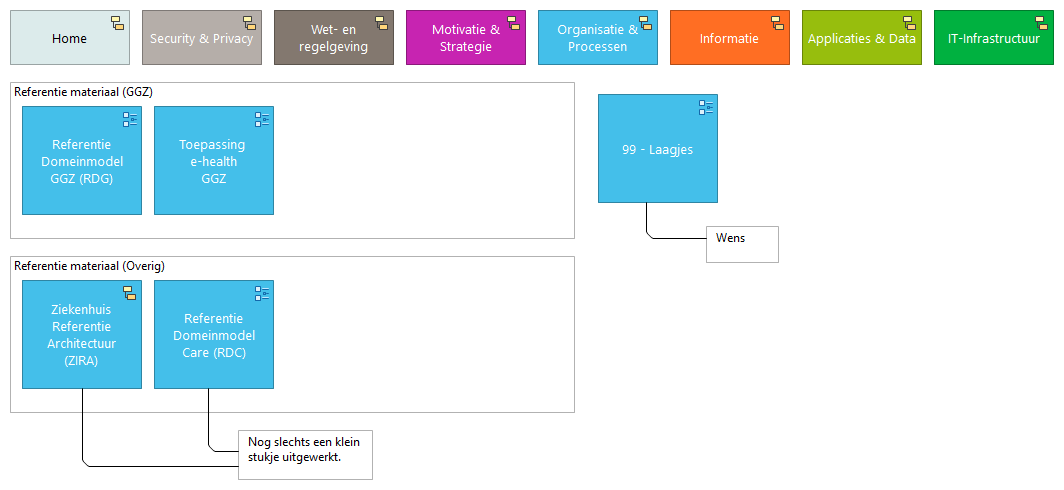 Home
Security & Privacy
Wet- en
regelgeving
Motivatie &
Strategie
Organisatie &
Processen
Informatie
Applicaties & Data
IT-Infrastructuur
Referentie materiaal (GGZ)
Referentie
Domeinmodel
GGZ (RDG)
Toepassing
e-health
GGZ
99 - Laagjes
Wens
Referentie materiaal (Overig)
Ziekenhuis
Referentie
Architectuur
(ZIRA)
Referentie
Domeinmodel
Care (RDC)
Nog slechts een klein
stukje uitgewerkt.